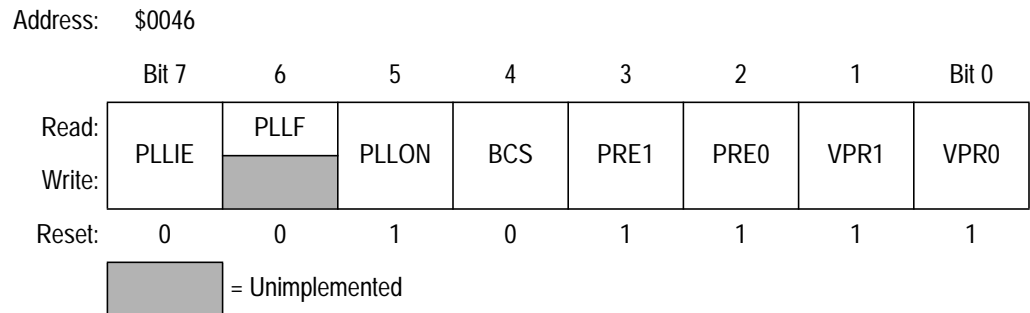 Address: $0046
Bit 7 6 5 4 3 2 1 Bit 0
Read: PLLF
PLLIE PLLON BCS PRE1 PRE0 VPR1 VPR0
Write:
Reset: 0 0 1 0 1 1 1 1
= Unimplemented